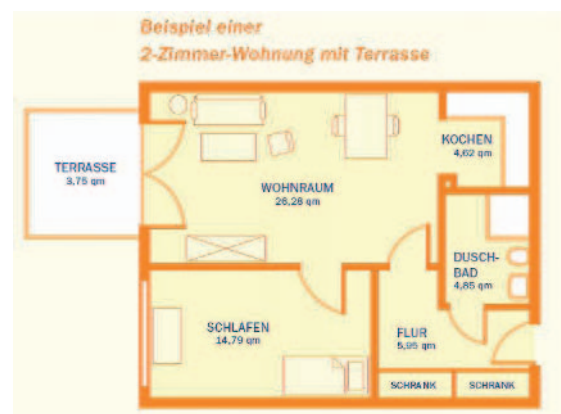 Beispiel einer
2-Zimmer-Wohnung mit Terrasse
KOCHEN
4,62 qm
TERRASSE
3,75 qm
WOHNRAUM
26,26 qm
DUSCH-
BAD
4,85 qm
SCHLAFEN
14,79 qm
FLUR
5,95 qm
SCHRANK
SCHRANK